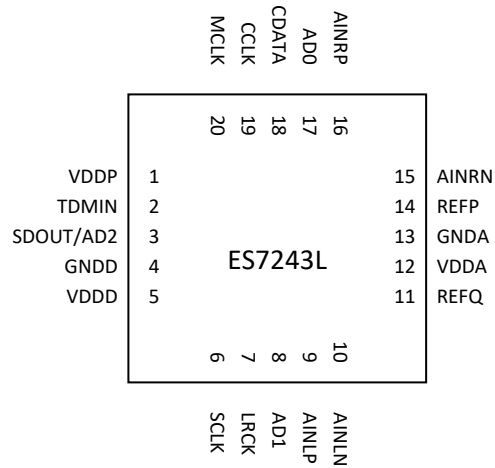 MCLK CCLK CDATA AD0 AINRP
20 19 18 17 16
VDDP 1 15 AINRN
TDMIN 2 14 REFP
SDOUT/AD2 3 13 GNDA
GNDD 4 ES7243L 12 VDDA
VDDD 5 11 REFQ
6 7 8 9 10
SCLK LRCK AD1 AINLP AINLN